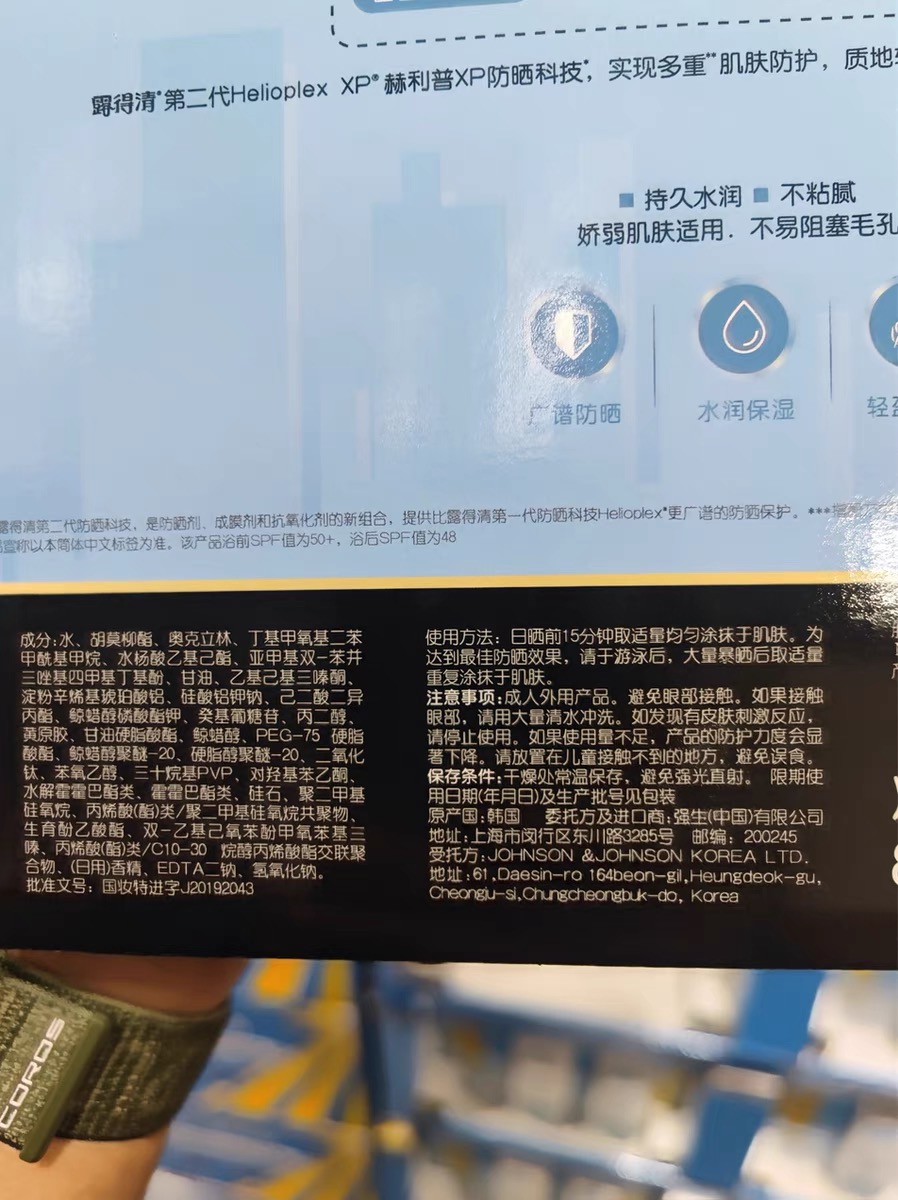 露得清*第二代Helioplex XP®赫利普XP防晒科技*，实现多重**肌肤防护，质地
■ 持久水润 ■ 不粘腻
娇弱肌肤适用．不易阻塞毛孔
广谱防晒
水润保湿
轻盈
露得清第二代防晒科技，是防晒剂、成膜剂和抗氧化剂的新组合，提供比露得清第一代防晒科技Helioplex®更广谱的防晒保护。***
宣称以本简体中文标签为准。该产品浴前SPF值为50+，浴后SPF值为48
成分:水、胡莫柳酯、奥克立林、丁基甲氧基二苯
甲酰基甲烷、水杨酸乙基己酯、亚甲基双-苯并
三唑基四甲基丁基酚、甘油、乙基己基三嗪酮、
淀粉辛烯基琥珀酸铝、硅酸铝钾钠、己二酸二异
丙酯、鲸蜡醇磷酸酯钾、癸基葡糖苷、丙二醇、
黄原胶、甘油硬脂酸酯、鲸蜡醇、PEG-75 硬脂
酸酯、鲸蜡醇聚醚-20、硬脂醇聚醚-20、二氧化
钛、苯氧乙醇、三十烷基PVP、对羟基苯乙酮、
水解霍霍巴酯类、霍霍巴酯类、硅石、聚二甲基
硅氧烷、丙烯酸(酯)类/聚二甲基硅氧烷共聚物、
生育酚乙酸酯、双-乙基己氧苯酚甲氧苯基三
嗪、丙烯酸(酯)类/C10-30 烷醇丙烯酸酯交联聚
合物、(日用)香精、EDTA二钠、氢氧化钠。
批准文号：国妆特进字J20192043
使用方法：日晒前15分钟取适量均匀涂抹于肌肤。为
达到最佳防晒效果，请于游泳后，大量暴晒后取适量
重复涂抹于肌肤。
注意事项:成人外用产品。避免眼部接触。如果接触
眼部，请用大量清水冲洗。如发现有皮肤刺激反应，
请停止使用。如果使用量不足，产品的防护力度会显
著下降。请放置在儿童接触不到的地方，避免误食。
保存条件:干燥处常温保存，避免强光直射。 限期使
用日期(年月日)及生产批号见包装
原产国:韩国 委托方及进口商:强生(中国)有限公司
地址:上海市闵行区东川路3285号 邮编：200245
受托方:JOHNSON &JOHNSON KOREA LTD.
地址:61,Daesin-ro 164beon-gil,Heungdeok-gu,
Cheongju-si,Chungcheongbuk-do, Korea
COROS